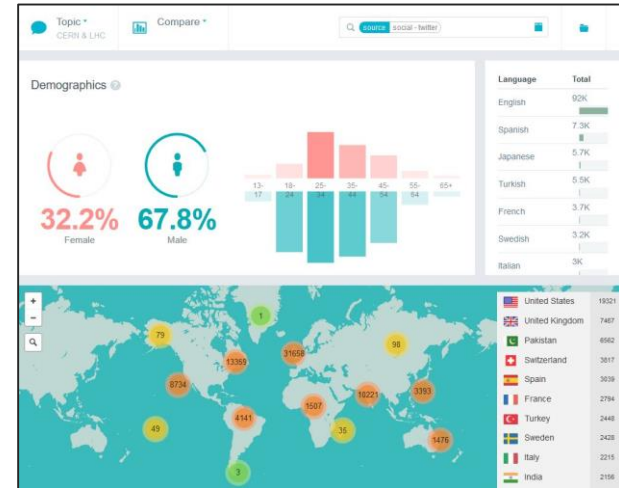 Topic
CERN & LHC
Compare
source social - twitter
Demographics
32.2%
Female
67.8%
Male
13-17
18-24
25-34
35-44
45-54
55-64
65+
Language Total
English 92K
Spanish 7.3K
Japanese 5.7K
Turkish 5.5K
French 3.7K
Swedish 3.2K
Italian 3K
+
−
79
8734
49
13359
4141
3
1
31658
1507
35
98
10221
3393
1476
United States 19321
United Kingdom 7467
Pakistan 6562
Switzerland 3817
Spain 3039
France 2794
Turkey 2448
Sweden 2428
Italy 2215
India 2156